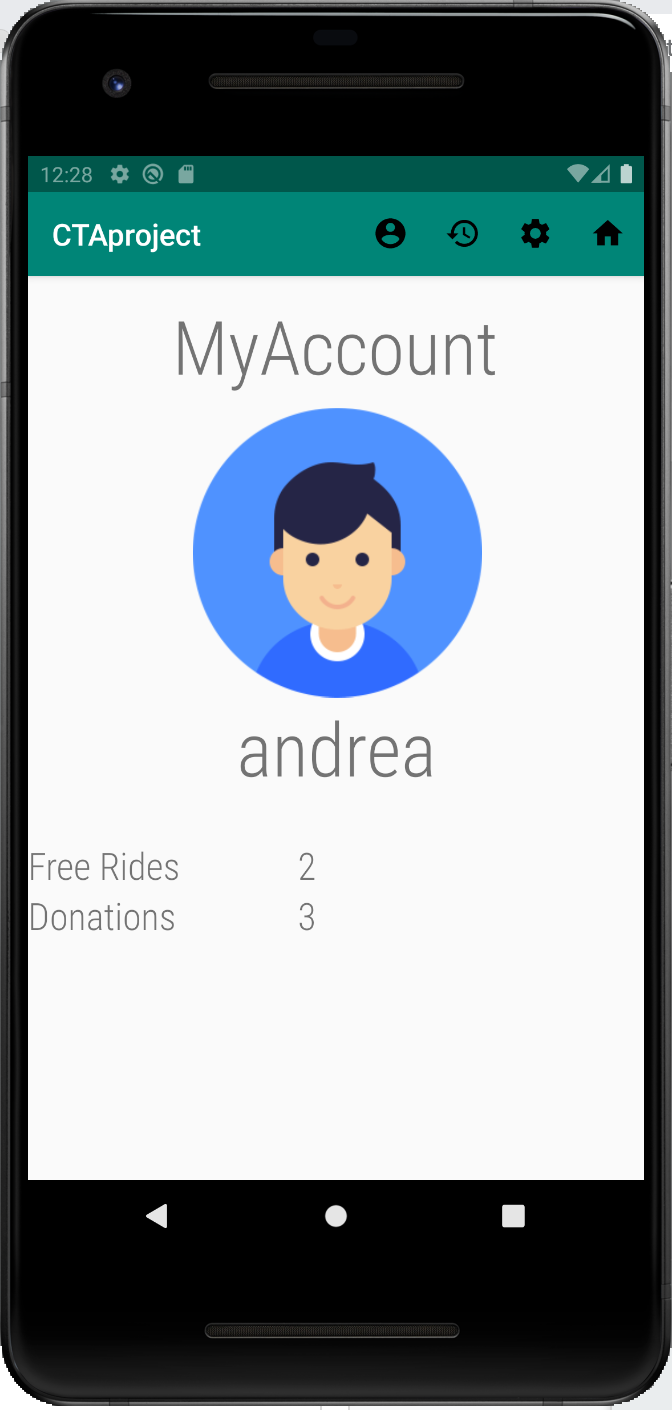 12:28
CTAproject
MyAccount
andrea
Free Rides 2
Donations 3